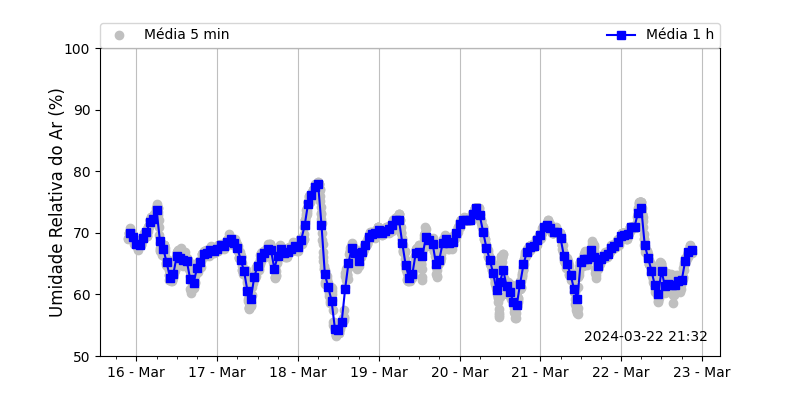 Média 5 min
Média 1 h
Umidade Relativa do Ar (%)
100
90
80
70
60
50
2024-03-22 21:32
16 - Mar
17 - Mar
18 - Mar
19 - Mar
20 - Mar
21 - Mar
22 - Mar
23 - Mar